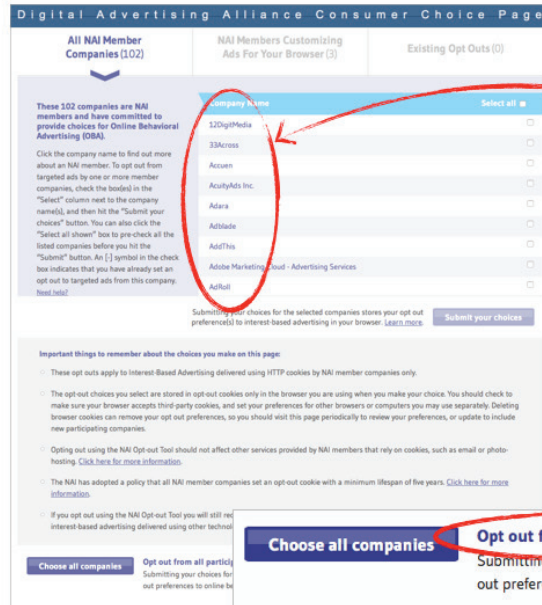 Digital Advertising Alliance Consumer Choice Page
All NAI Member
Companies (102)
NAI Members Customizing
Ads For Your Browser (3)
Existing Opt Outs (0)
These 102 companies are NAI
members and have committed to
provide choices for Online Behavioral
Advertising (OBA).
Click the company name to find out more
about an NAI member. To opt out from
targeted ads by one or more member
companies, check the box(es) in the
"Select" column next to the company
name(s), and then hit the "Submit your
choices" button. You can also click the
"Select all shown" box to pre-check all the
listed companies before you hit the
"Submit" button. An [-] symbol in the check
box indicates that you have already set an
opt out to targeted ads from this company.
Need help?
Company Name
Select all
12DigitMedia
33Across
Accuen
AcuityAds Inc.
Adara
Adblade
AddThis
Adobe Marketing Cloud - Advertising Services
AdRoll
Submitting your choices for the selected companies stores your opt out
preference(s) to interest-based advertising in your browser. Learn more.
Submit your choices
Important things to remember about the choices you make on this page:
These opt outs apply to Interest-Based Advertising delivered using HTTP cookies by NAI member companies only.
The opt-out choices you select are stored in opt-out cookies only in the browser you are using when you make your choice. You should check to
make sure your browser accepts third-party cookies, and set your preferences for other browsers or computers you may use separately. Deleting
browser cookies can remove your opt out preferences, so you should visit this page periodically to review your preferences, or update to include
new participating companies.
Opting out using the NAI Opt-out Tool should not affect other services provided by NAI members that rely on cookies, such as email or photo-
hosting. Click here for more information.
The NAI has adopted a policy that all NAI member companies set an opt-out cookie with a minimum lifespan of five years. Click here for more
information.
If you opt out using the NAI Opt-out Tool you will still rec
interest-based advertising delivered using other technol
Choose all companies
Opt out from all particip
Submitting your choices for
out preferences to online be
Choose all companies
Opt out f
Submittin
out prefer